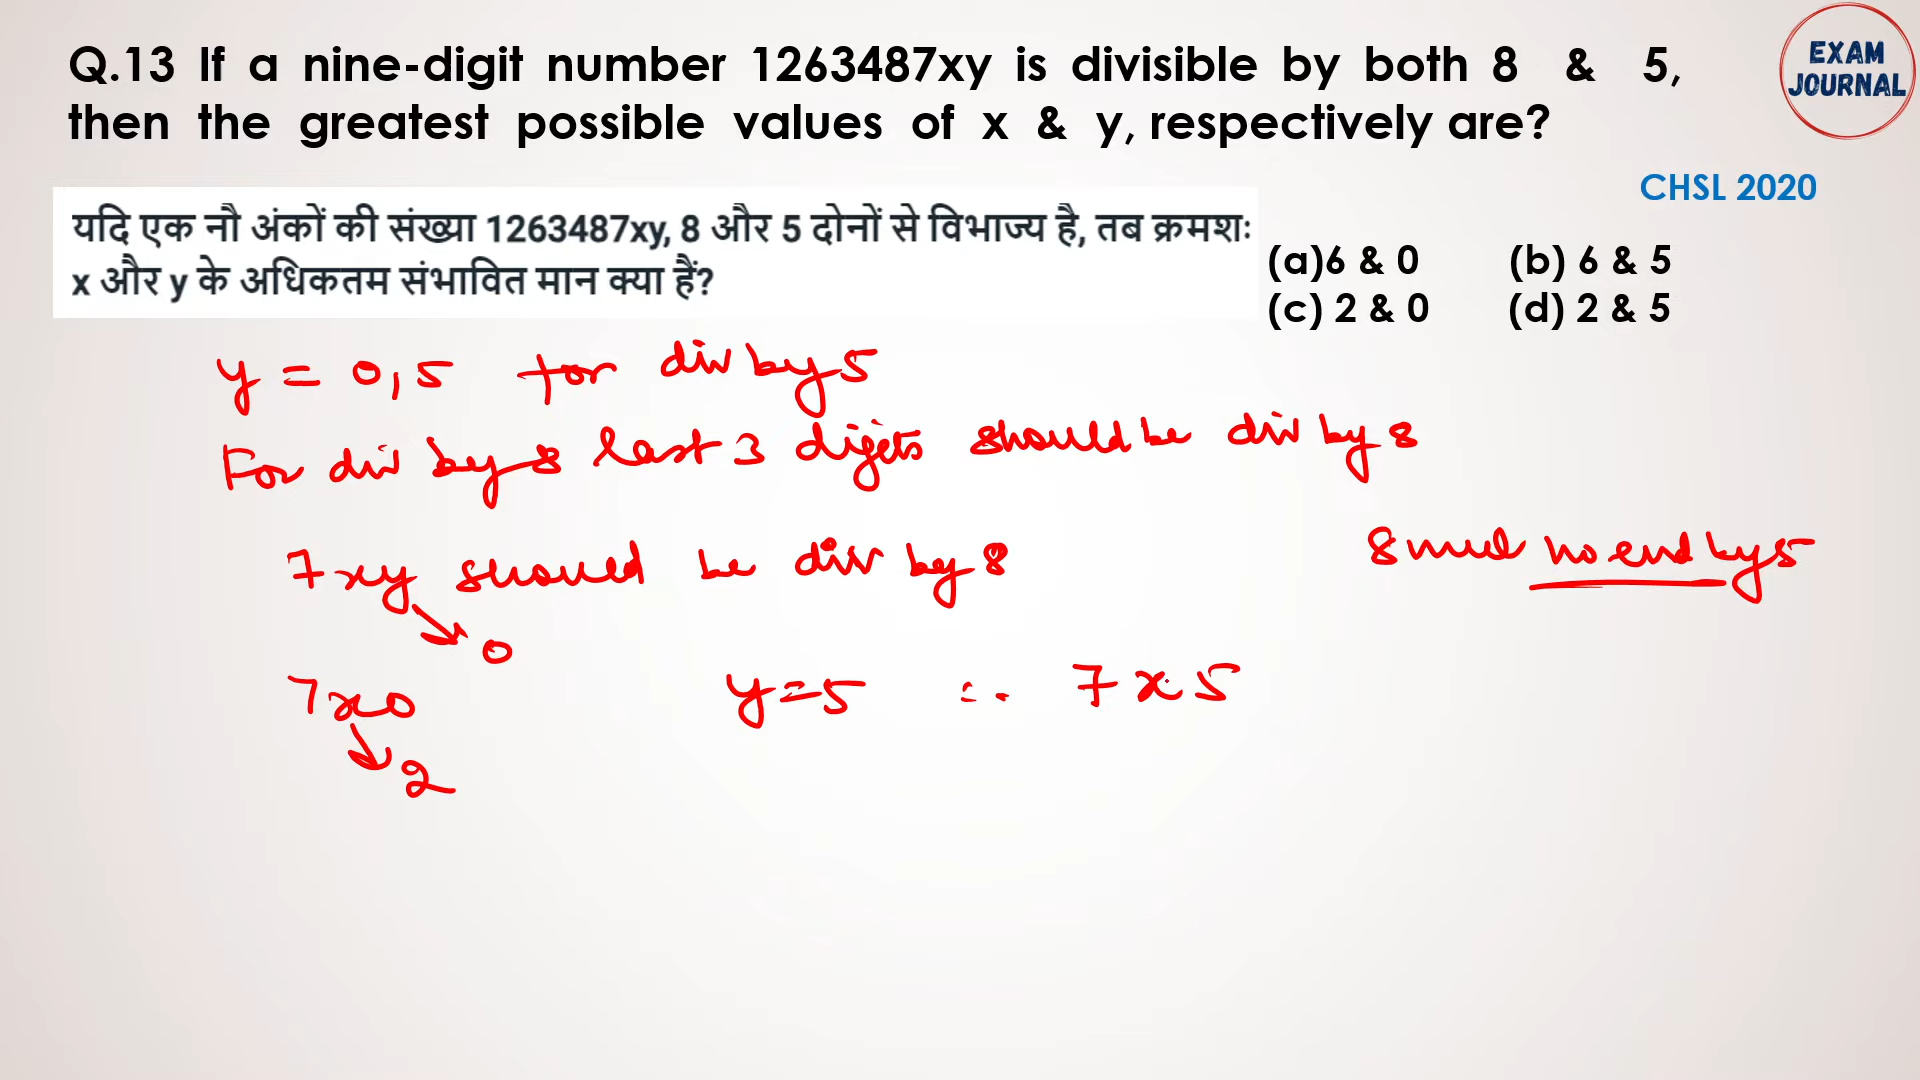 Q.13 If a nine-digit number 1263487xy is divisible by both 8 & 5,
then the greatest possible values of x & y, respectively are?
EXAM
JOURNAL
CHSL 2020
यदि एक नौ अंकों की संख्या 1263487xy, 8 और 5 दोनों से विभाज्य है, तब क्रमशः
x और y के अधिकतम संभावित मान क्या हैं?
(a)6 & 0 (b) 6 & 5
(c) 2 & 0 (d) 2 & 5
y = 0,5 for div by 5
For div by 8 last 3 digits should be div by 8
7xy should be div by 8
8 mul no end by 5
0
7x0 y=5 ∴ 7x5
2